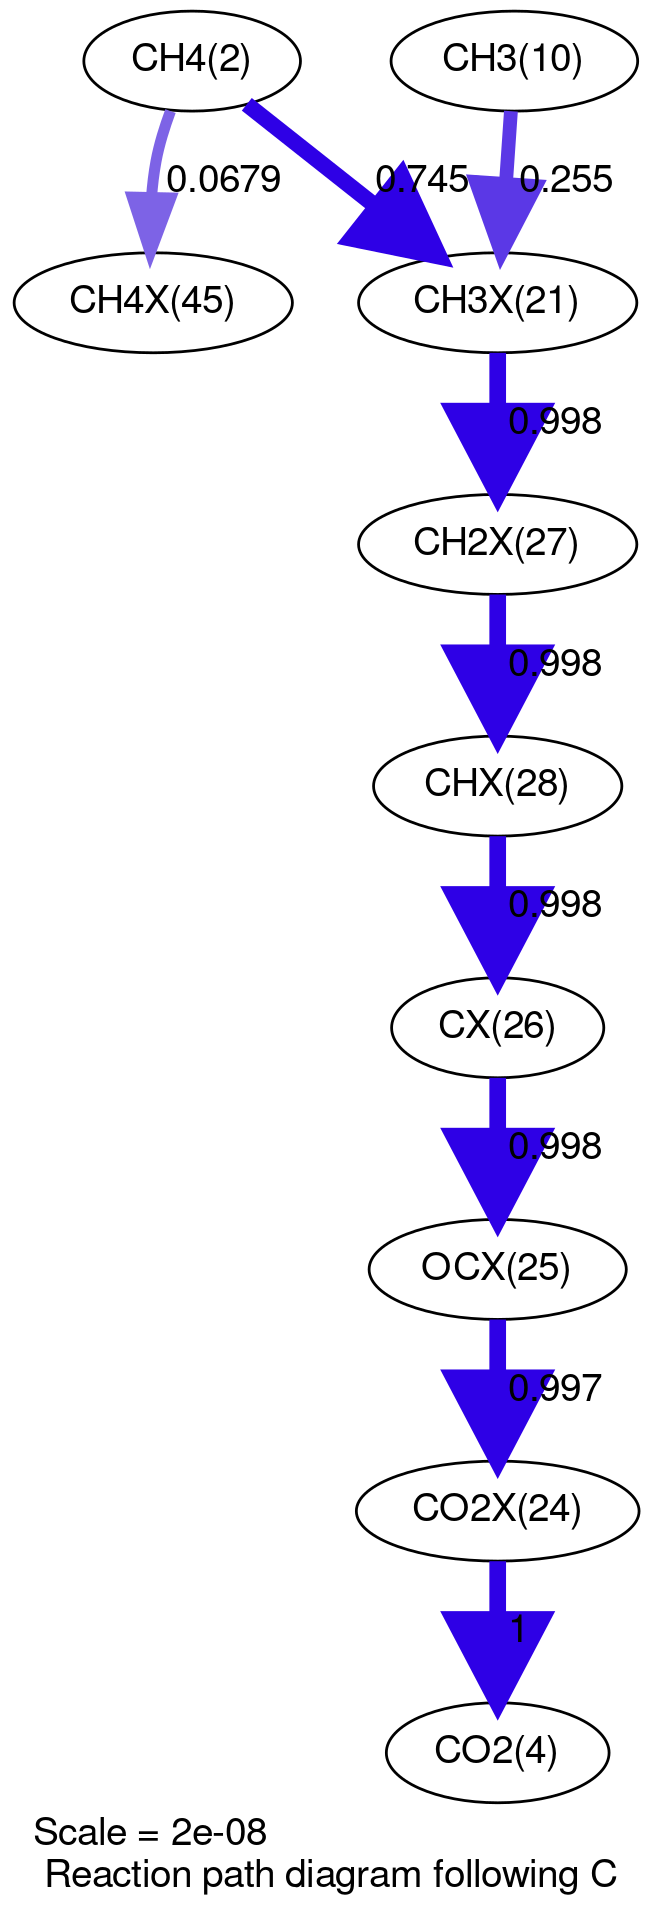 CH4(2)
CH3(10)
0.0679
0.745
0.255
CH4X(45)
CH3X(21)
0.998
CH2X(27)
0.998
CHX(28)
0.998
CX(26)
0.998
OCX(25)
0.997
CO2X(24)
1
CO2(4)
Scale = 2e-08
Reaction path diagram following C